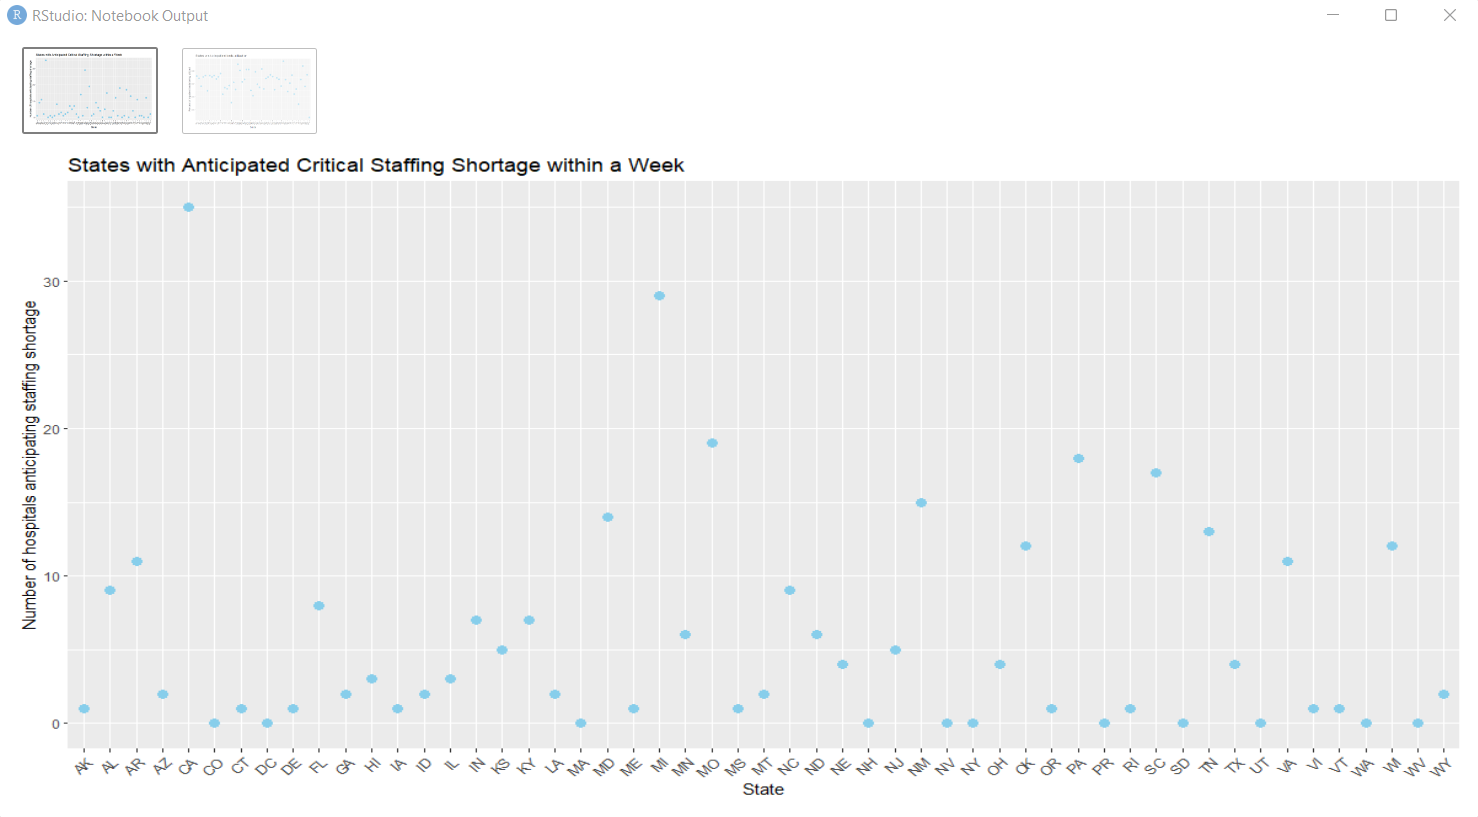 R RStudio: Notebook Output
States with Anticipated Critical Staffing Shortage within a Week
Number of hospitals anticipating staffing shortage
30
20
10
0
AK AL AR AZ CA CO CT DC DE FL GA HI IA ID IL IN KS KY LA MA MD ME MI MN MO MS MT NC ND NE NH NJ NM NV NY OH OK OR PA PR RI SC SD TN TX UT VA VI VT WA WI WV WY
State